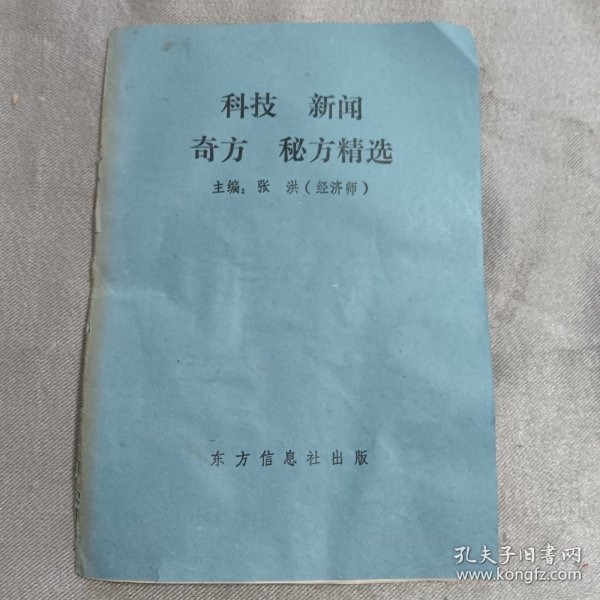 科技 新闻
奇方 秘方精选
主编：张 洪（经济师）
东方信息社出版
孔夫子旧书网
www.kongfz.com